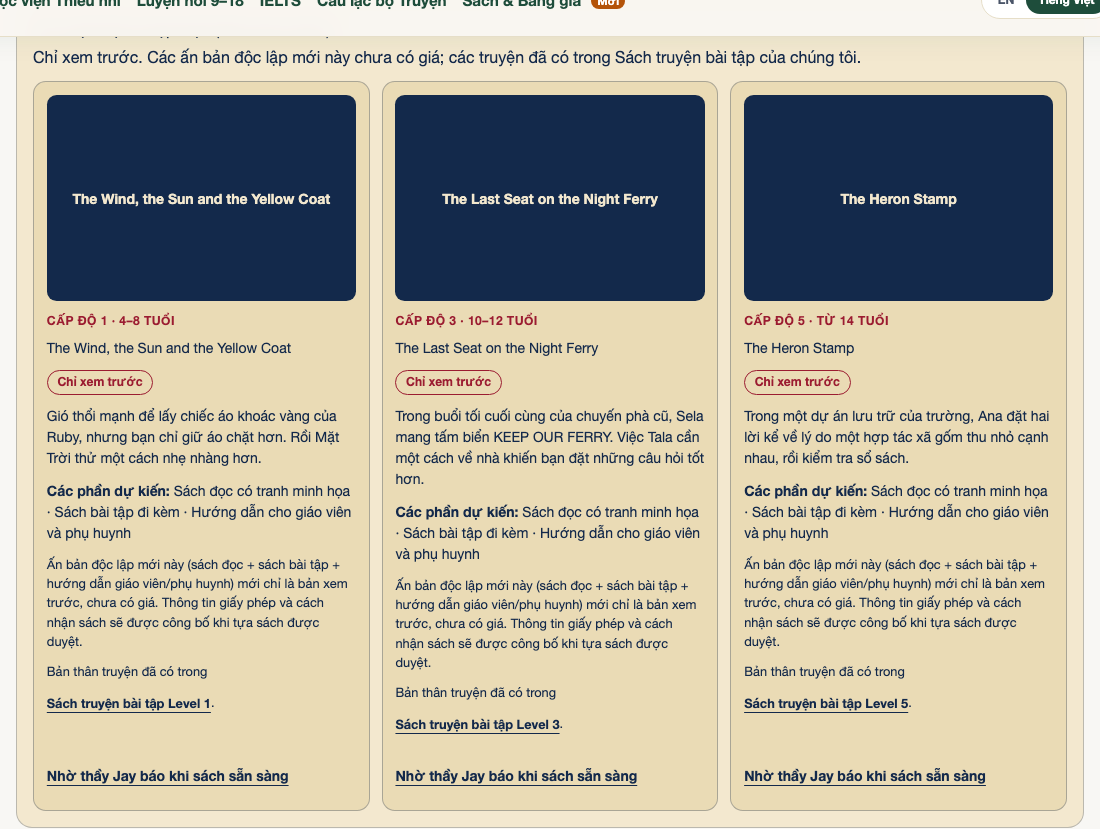 ọc viện Thiếu nhi Luyện nói 9–18 IELTS Câu lạc bộ Truyện Sách & Bảng giá Mới EN Tiếng Việt
Chỉ xem trước. Các ấn bản độc lập mới này chưa có giá; các truyện đã có trong Sách truyện bài tập của chúng tôi.
The Wind, the Sun and the Yellow Coat
CẤP ĐỘ 1 · 4–8 TUỔI
The Wind, the Sun and the Yellow Coat
Chỉ xem trước
Gió thổi mạnh để lấy chiếc áo khoác vàng của
Ruby, nhưng bạn chỉ giữ áo chặt hơn. Rồi Mặt
Trời thử một cách nhẹ nhàng hơn.
Các phần dự kiến: Sách đọc có tranh minh họa
· Sách bài tập đi kèm · Hướng dẫn cho giáo viên
và phụ huynh
Ấn bản độc lập mới này (sách đọc + sách bài tập +
hướng dẫn giáo viên/phụ huynh) mới chỉ là bản xem
trước, chưa có giá. Thông tin giấy phép và cách
nhận sách sẽ được công bố khi tựa sách được
duyệt.
Bản thân truyện đã có trong
Sách truyện bài tập Level 1.
Nhờ thầy Jay báo khi sách sẵn sàng
The Last Seat on the Night Ferry
CẤP ĐỘ 3 · 10–12 TUỔI
The Last Seat on the Night Ferry
Chỉ xem trước
Trong buổi tối cuối cùng của chuyến phà cũ, Sela
mang tấm biển KEEP OUR FERRY. Việc Tala cần
một cách về nhà khiến bạn đặt những câu hỏi tốt
hơn.
Các phần dự kiến: Sách đọc có tranh minh họa
· Sách bài tập đi kèm · Hướng dẫn cho giáo viên
và phụ huynh
Ấn bản độc lập mới này (sách đọc + sách bài tập +
hướng dẫn giáo viên/phụ huynh) mới chỉ là bản xem
trước, chưa có giá. Thông tin giấy phép và cách
nhận sách sẽ được công bố khi tựa sách được
duyệt.
Bản thân truyện đã có trong
Sách truyện bài tập Level 3.
Nhờ thầy Jay báo khi sách sẵn sàng
The Heron Stamp
CẤP ĐỘ 5 · TỪ 14 TUỔI
The Heron Stamp
Chỉ xem trước
Trong một dự án lưu trữ của trường, Ana đặt hai
lời kể về lý do một hợp tác xã gốm thu nhỏ cạnh
nhau, rồi kiểm tra sổ sách.
Các phần dự kiến: Sách đọc có tranh minh họa
· Sách bài tập đi kèm · Hướng dẫn cho giáo viên
và phụ huynh
Ấn bản độc lập mới này (sách đọc + sách bài tập +
hướng dẫn giáo viên/phụ huynh) mới chỉ là bản xem
trước, chưa có giá. Thông tin giấy phép và cách
nhận sách sẽ được công bố khi tựa sách được
duyệt.
Bản thân truyện đã có trong
Sách truyện bài tập Level 5.
Nhờ thầy Jay báo khi sách sẵn sàng